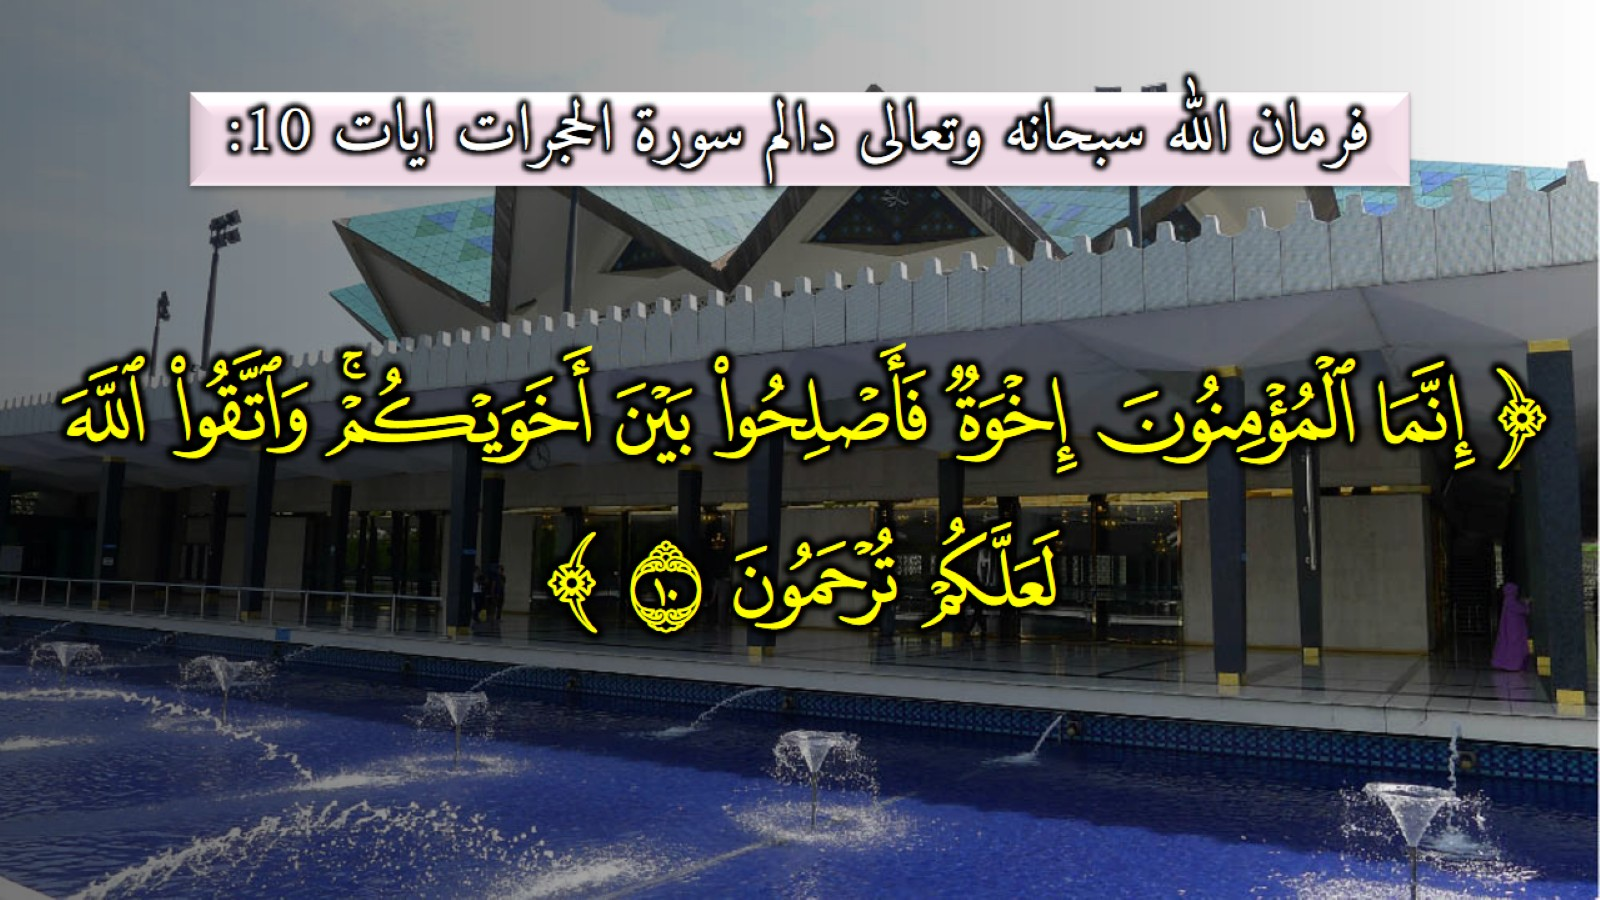 فرمان الله سبحانه وتعالى دالم سورة الحجرات ايات 10:
﴿ إِنَّمَا ٱلْمُؤْمِنُونَ إِخْوَةٌ فَأَصْلِحُوا۟ بَيْنَ أَخَوَيْكُمْ ۚ وَٱتَّقُوا۟ ٱللَّهَ
لَعَلَّكُمْ تُرْحَمُونَ ١٠ ﴾